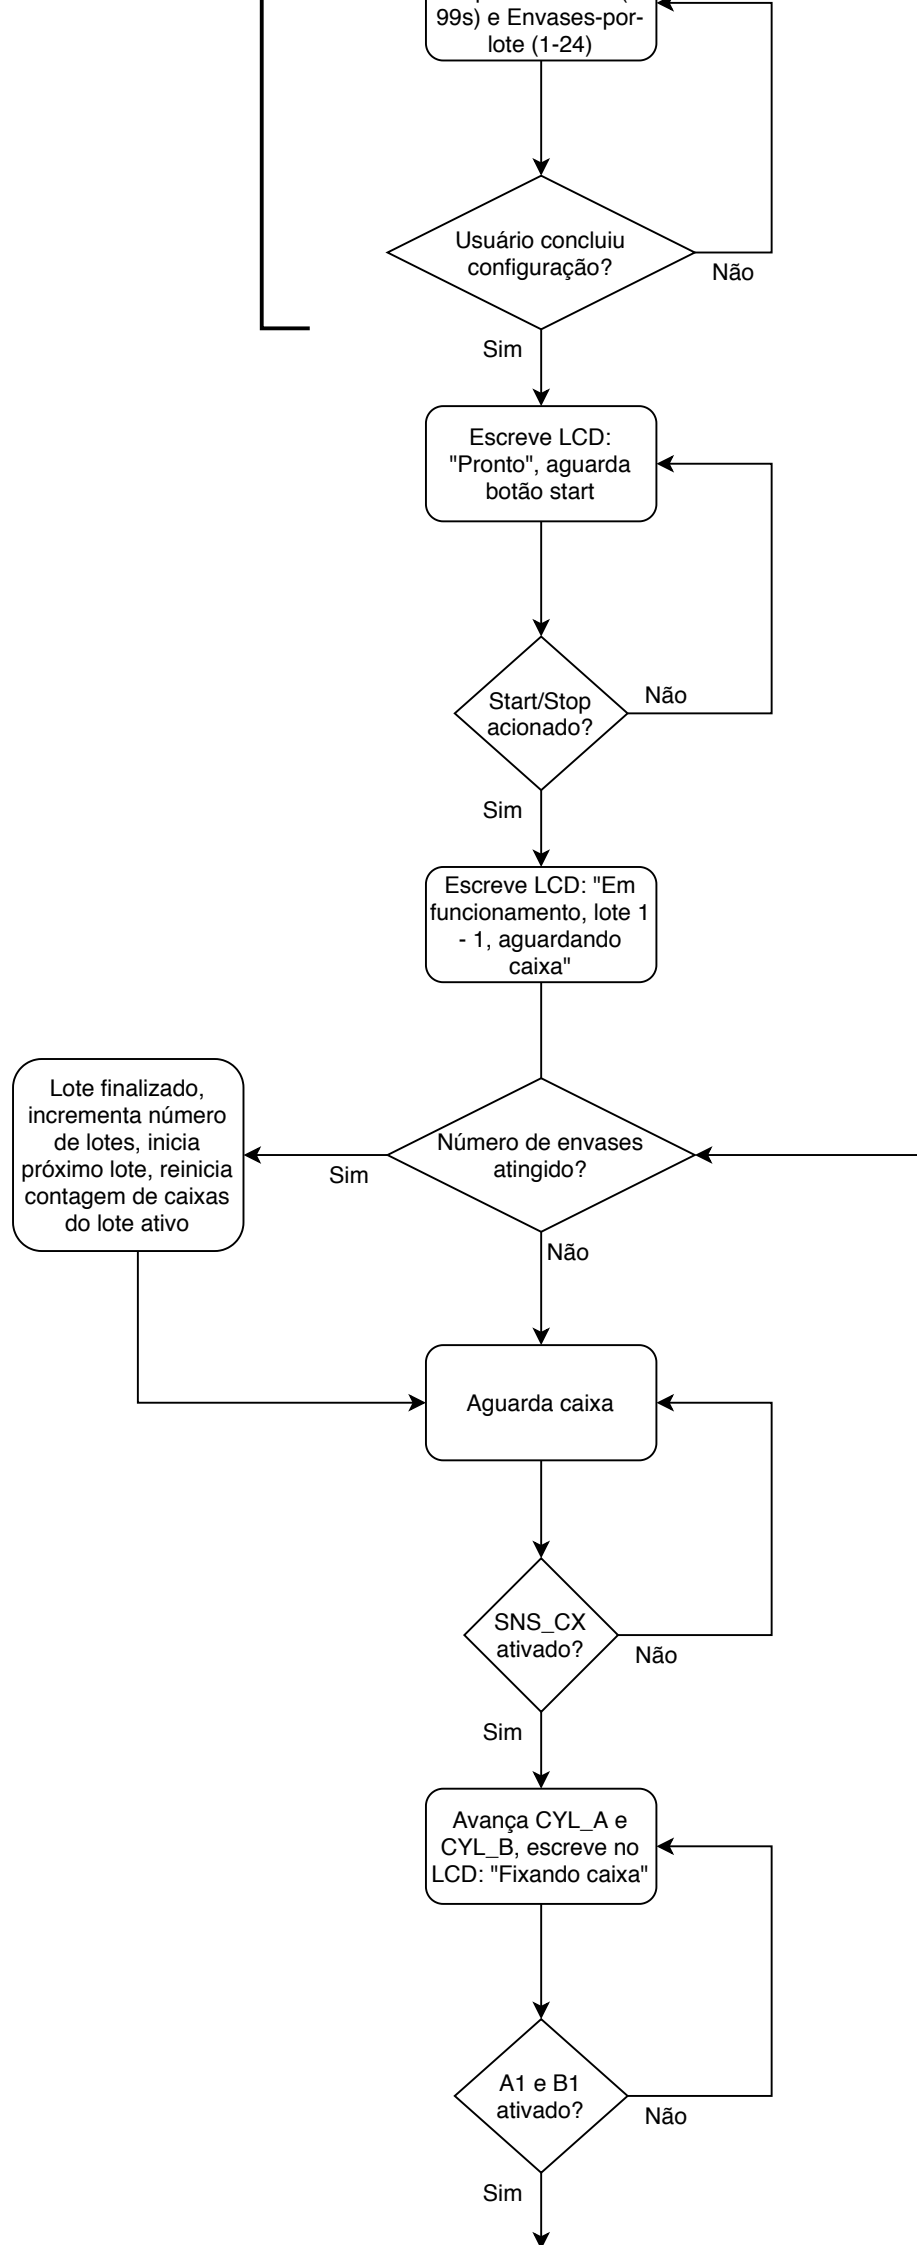 99s) e Envases-por-
lote (1-24)
Usuário concluiu
configuração?
Não
Sim
Escreve LCD:
"Pronto", aguarda
botão start
Start/Stop
acionado?
Não
Sim
Escreve LCD: "Em
funcionamento, lote 1
- 1, aguardando
caixa"
Lote finalizado,
incrementa número
de lotes, inicia
próximo lote, reinicia
contagem de caixas
do lote ativo
Número de envases
atingido?
Sim
Não
Aguarda caixa
SNS_CX
ativado?
Não
Sim
Avança CYL_A e
CYL_B, escreve no
LCD: "Fixando caixa"
A1 e B1
ativado?
Não
Sim